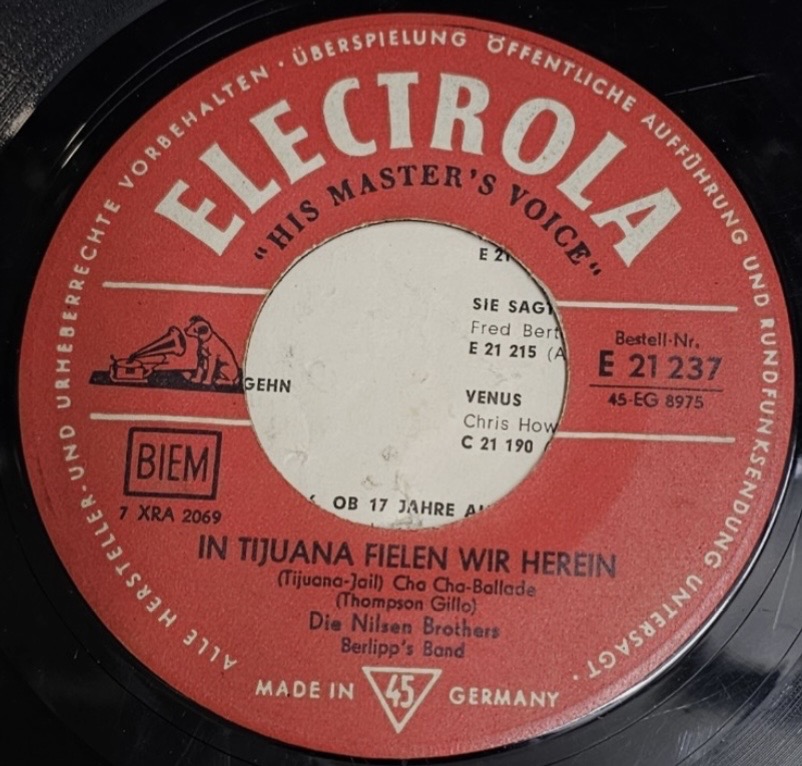 ALLE HERSTELLER- UND URHEBERRECHTE VORBEHALTEN · ÜBERSPIELUNG ÖFFENTLICHE AUFFÜHRUNG UND RUNDFUNKSENDUNG UNTERSAGT ·
ELECTROLA
"HIS MASTER'S VOICE"
E 21
SIE SAGT
Fred Bert
E 21 215 (A
GEHN
VENUS
Chris How
C 21 190
OB 17 JAHRE
Bestell-Nr.
E 21 237
45-EG 8975
BIEM
7 XRA 2069
IN TIJUANA FIELEN WIR HEREIN
(Tijuana-Jail) Cha Cha-Ballade
(Thompson Gillo)
Die Nilsen Brothers
Berlipp's Band
MADE IN 45 GERMANY